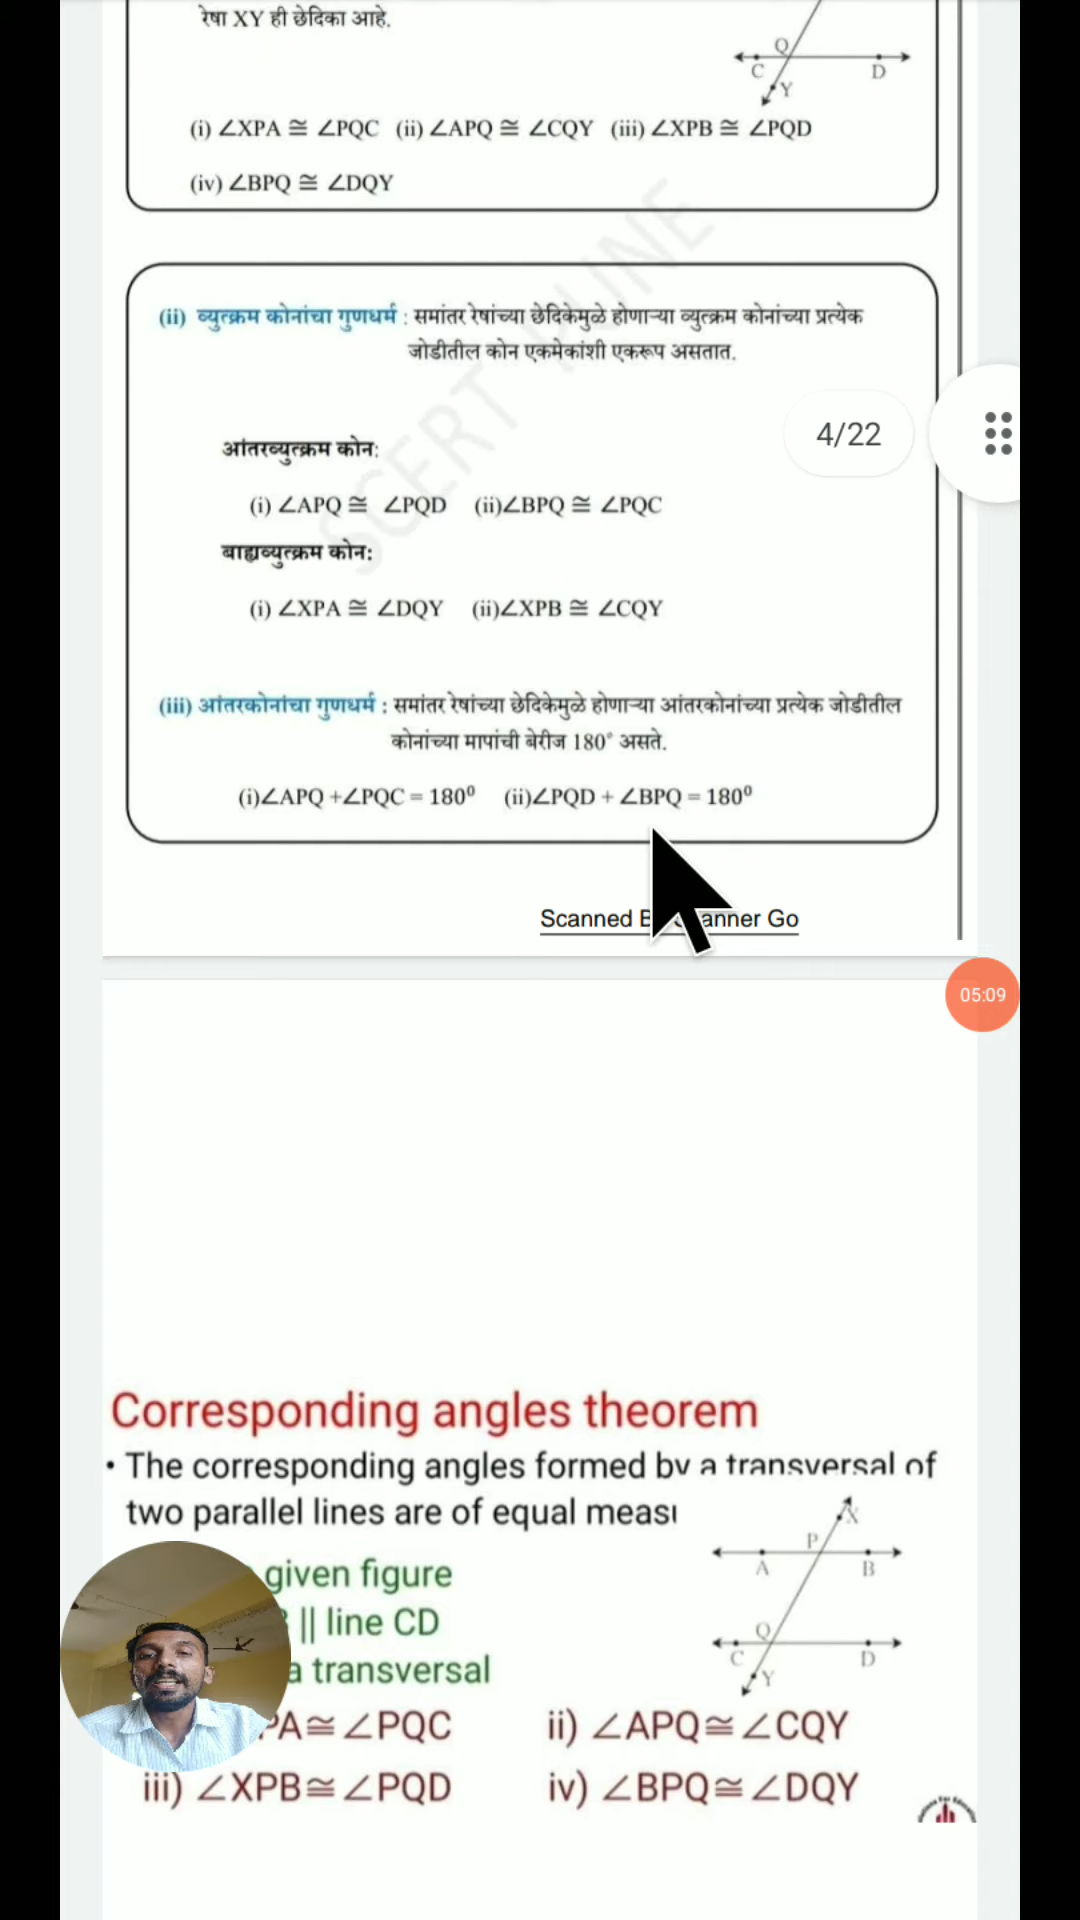 रेषा XY ही छेदिका आहे.
Q
C
D
Y
(i) ∠XPA ≅ ∠PQC (ii) ∠APQ ≅ ∠CQY (iii) ∠XPB ≅ ∠PQD
(iv) ∠BPQ ≅ ∠DQY
SCERT PUNE
(ii) व्युत्क्रम कोनांचा गुणधर्म : समांतर रेषांच्या छेदिकेमुळे होणाऱ्या व्युत्क्रम कोनांच्या प्रत्येक
जोडीतील कोन एकमेकांशी एकरूप असतात.
4/22
आंतरव्युत्क्रम कोन:
(i) ∠APQ ≅ ∠PQD (ii)∠BPQ ≅ ∠PQC
बाह्यव्युत्क्रम कोन:
(i) ∠XPA ≅ ∠DQY (ii)∠XPB ≅ ∠CQY
(iii) आंतरकोनांचा गुणधर्म : समांतर रेषांच्या छेदिकेमुळे होणाऱ्या आंतरकोनांच्या प्रत्येक जोडीतील
कोनांच्या मापांची बेरीज 180° असते.
(i)∠APQ +∠PQC = 180⁰ (ii)∠PQD + ∠BPQ = 180⁰
Scanned Go
05:09
Corresponding angles theorem
• The corresponding angles formed by a transversal of
two parallel lines are of equal
X
P
A
B
Q
C
D
Y
given figure
|| line CD
a transversal
PA≅∠PQC ii) ∠APQ≅∠CQY
iii) ∠XPB≅∠PQD iv) ∠BPQ≅∠DQY